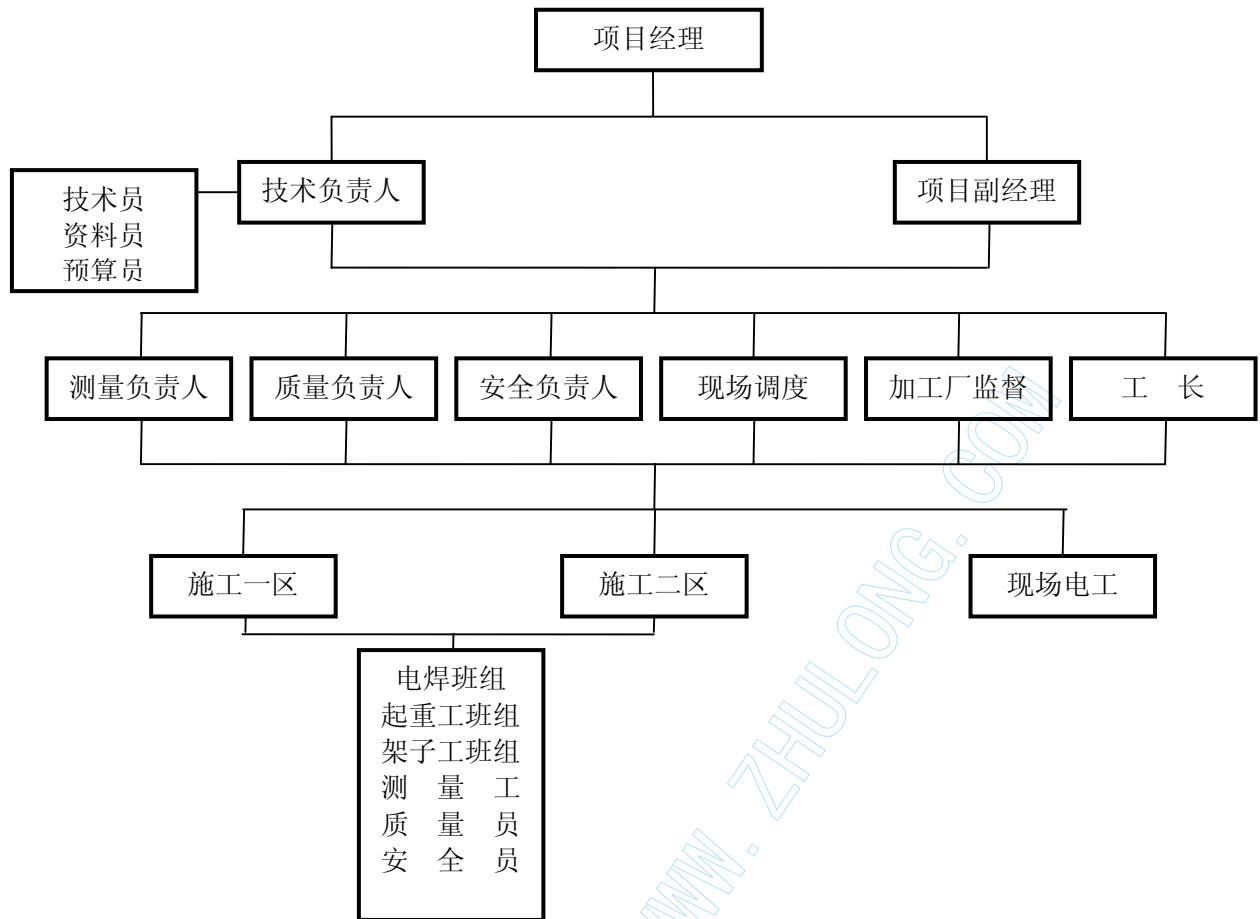 项目经理
技术员
资料员
预算员
技术负责人
项目副经理
测量负责人
质量负责人
安全负责人
现场调度
加工厂监督
工 长
施工一区
施工二区
现场电工
电焊班组
起重工班组
架子工班组
测 量 工
质 量 员
安 全 员
WWW. ZHULONG. COM